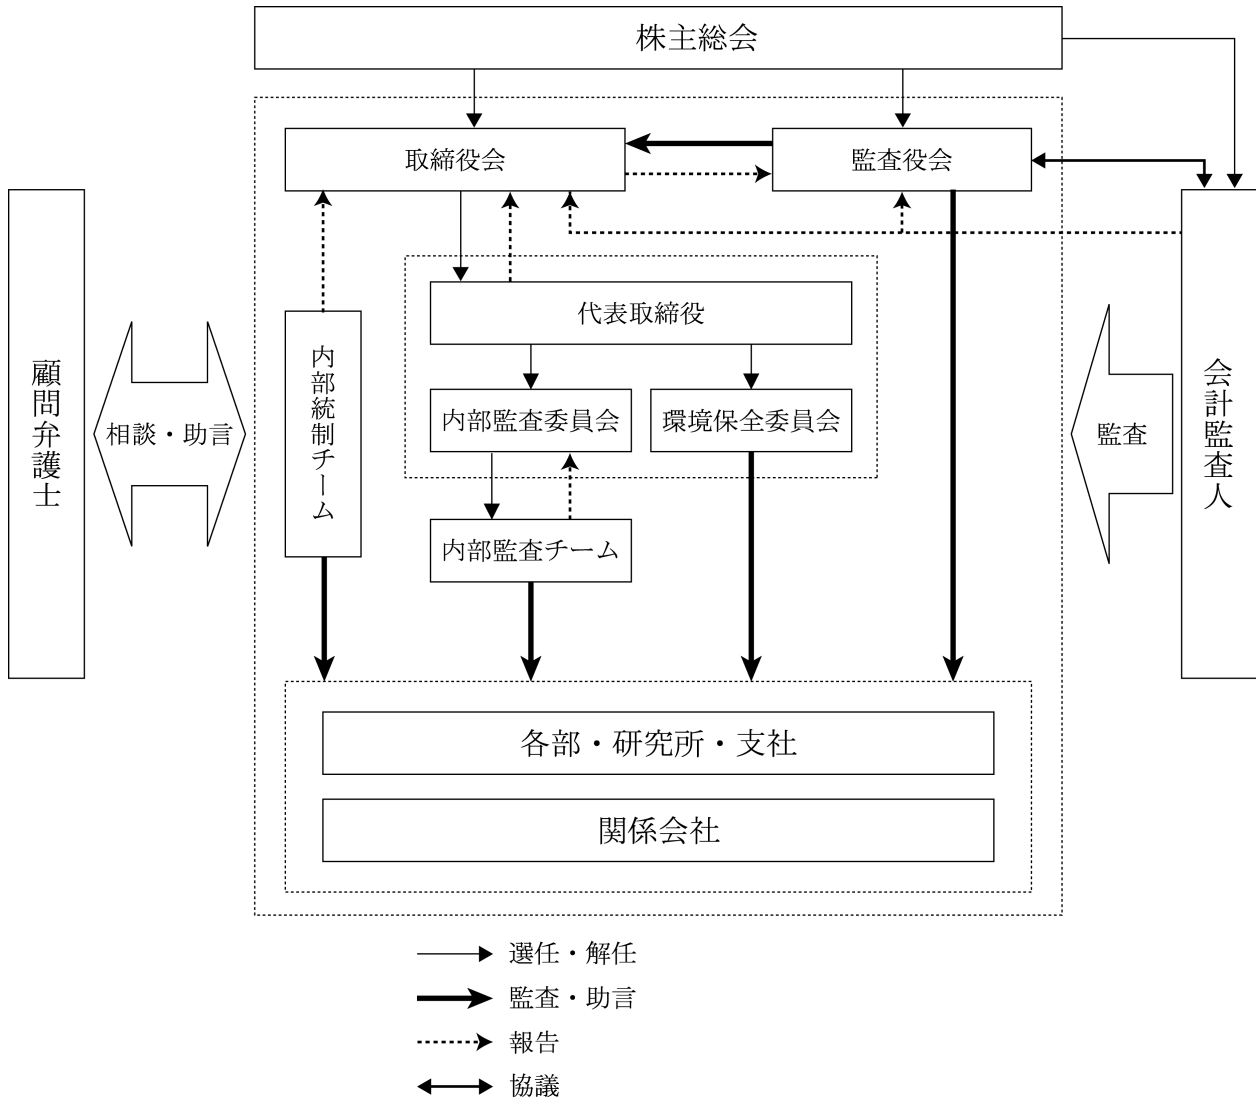 株主総会
取締役会
監査役会
代表取締役
内部監査委員会
環境保全委員会
内部統制チーム
内部監査チーム
顧問弁護士
相談・助言
監査
会計監査人
各部・研究所・支社
関係会社
選任・解任
監査・助言
報告
協議